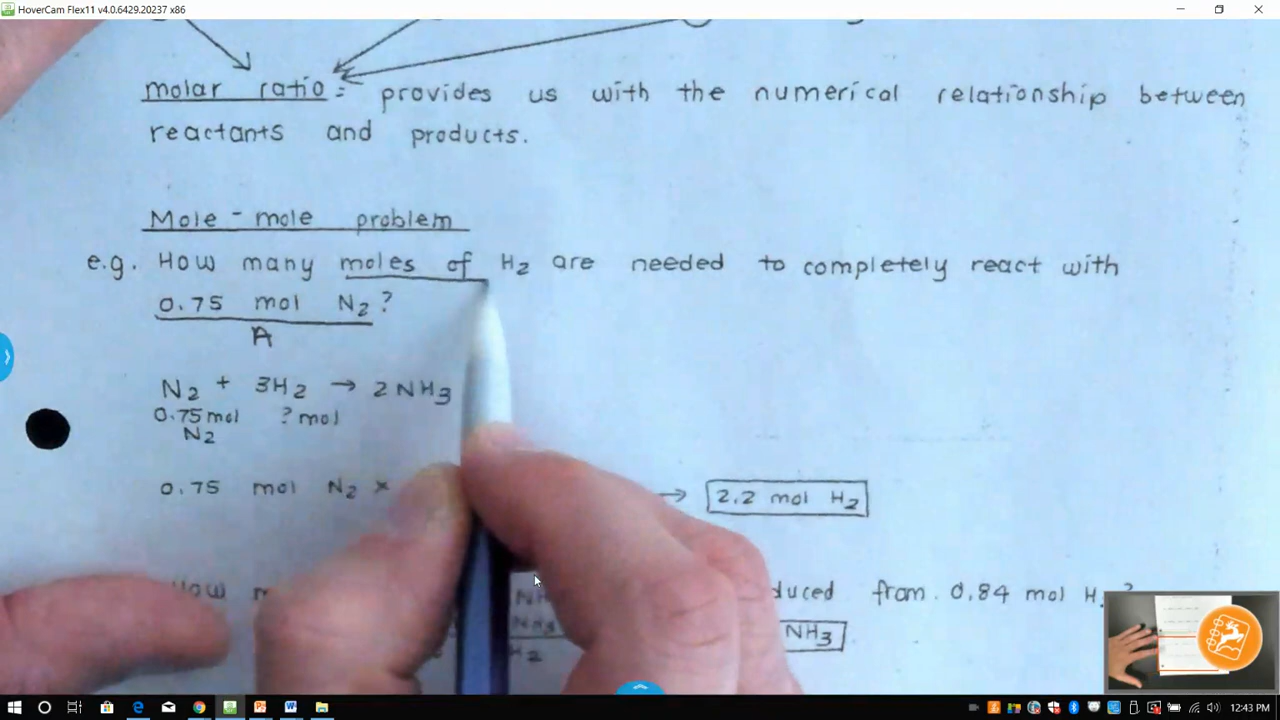 HoverCam Flex11 v4.0.6429.20237 x86
molar ratio = provides us with the numerical relationship between
reactants and products.
Mole - mole problem
e.g. How many moles of H₂ are needed to completely react with
0.75 mol N₂?
A
N₂ + 3H₂ → 2NH₃
0.75 mol ? mol
N₂
0.75 mol N₂ × → 2.2 mol H₂
How from 0.84 mol
NH₃
12:43 PM